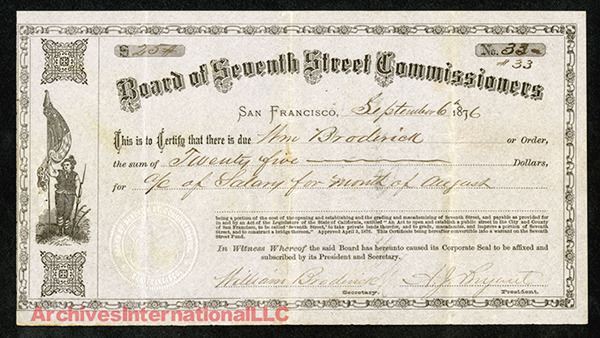 $ 25⁰⁰ No. 33
# 33
Board of Seventh Street Commissioners
San Francisco, September 6th 1876
This is to Certify that there is due Wm Broderick or Order,
the sum of Twenty five Dollars,
for a/c of Salary for month of August
being a portion of the cost of the opening and establishing and the grading and macadamizing of Seventh Street, and payable as provided for
in and by an Act of the Legislature of the State of California, entitled "An Act to open and establish a public street in the City and County
of San Francisco, to be called 'Seventh Street,' to take private lands therefor, and to grade, macadamize, and improve a portion of said
street, and to construct a bridge thereon." Approved April 3, 1876. This Certificate being hereafter convertible into a warrant on the Seventh
Street Fund.
In Witness Whereof the said Board has hereunto caused its Corporate Seal to be affixed and
subscribed by its President and Secretary.
William Broderick
Secretary. President.
ArchivesInternationalLLC